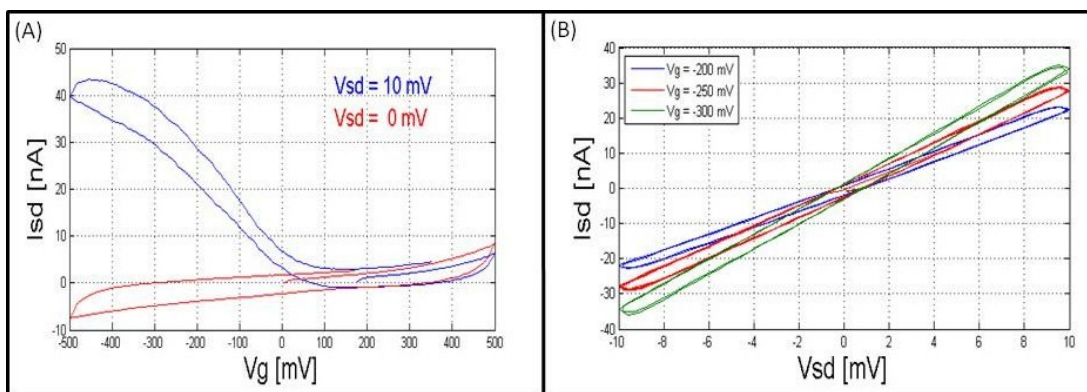 (A)
50
40
30
20
10
0
-10
Isd [nA]
Vsd = 10 mV
Vsd = 0 mV
-500 -400 -300 -200 -100 0 100 200 300 400 500
Vg [mV]
(B)
40
30
20
10
0
-10
-20
-30
-40
Isd [nA]
Vg = -200 mV
Vg = -250 mV
Vg = -300 mV
-10 -8 -6 -4 -2 0 2 4 6 8 10
Vsd [mV]